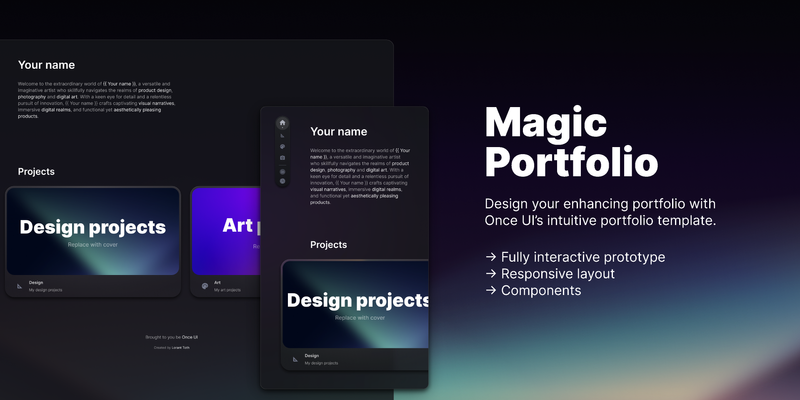 Your name
Welcome to the extraordinary world of {{ Your name }}, a versatile and
imaginative artist who skillfully navigates the realms of product design,
photography and digital art. With a keen eye for detail and a relentless
pursuit of innovation, {{ Your name }} crafts captivating visual narratives,
immersive digital realms, and functional yet aesthetically pleasing
products.
Projects
Design projects
Replace with cover
Design
My design projects
Art p
Art
My art projects
Brought to you be Once UI
Created by Lorant Toth
Your name
Welcome to the extraordinary world of {{ Your
name }}, a versatile and imaginative artist
who skillfully navigates the realms of product
design, photography and digital art. With a
keen eye for detail and a relentless pursuit of
innovation, {{ Your name }} crafts captivating
visual narratives, immersive digital realms,
and functional yet aesthetically pleasing
products.
Projects
Design projects
Replace with cover
Design
My design projects
Magic
Portfolio
Design your enhancing portfolio with
Once UI's intuitive portfolio template.
→ Fully interactive prototype
→ Responsive layout
→ Components